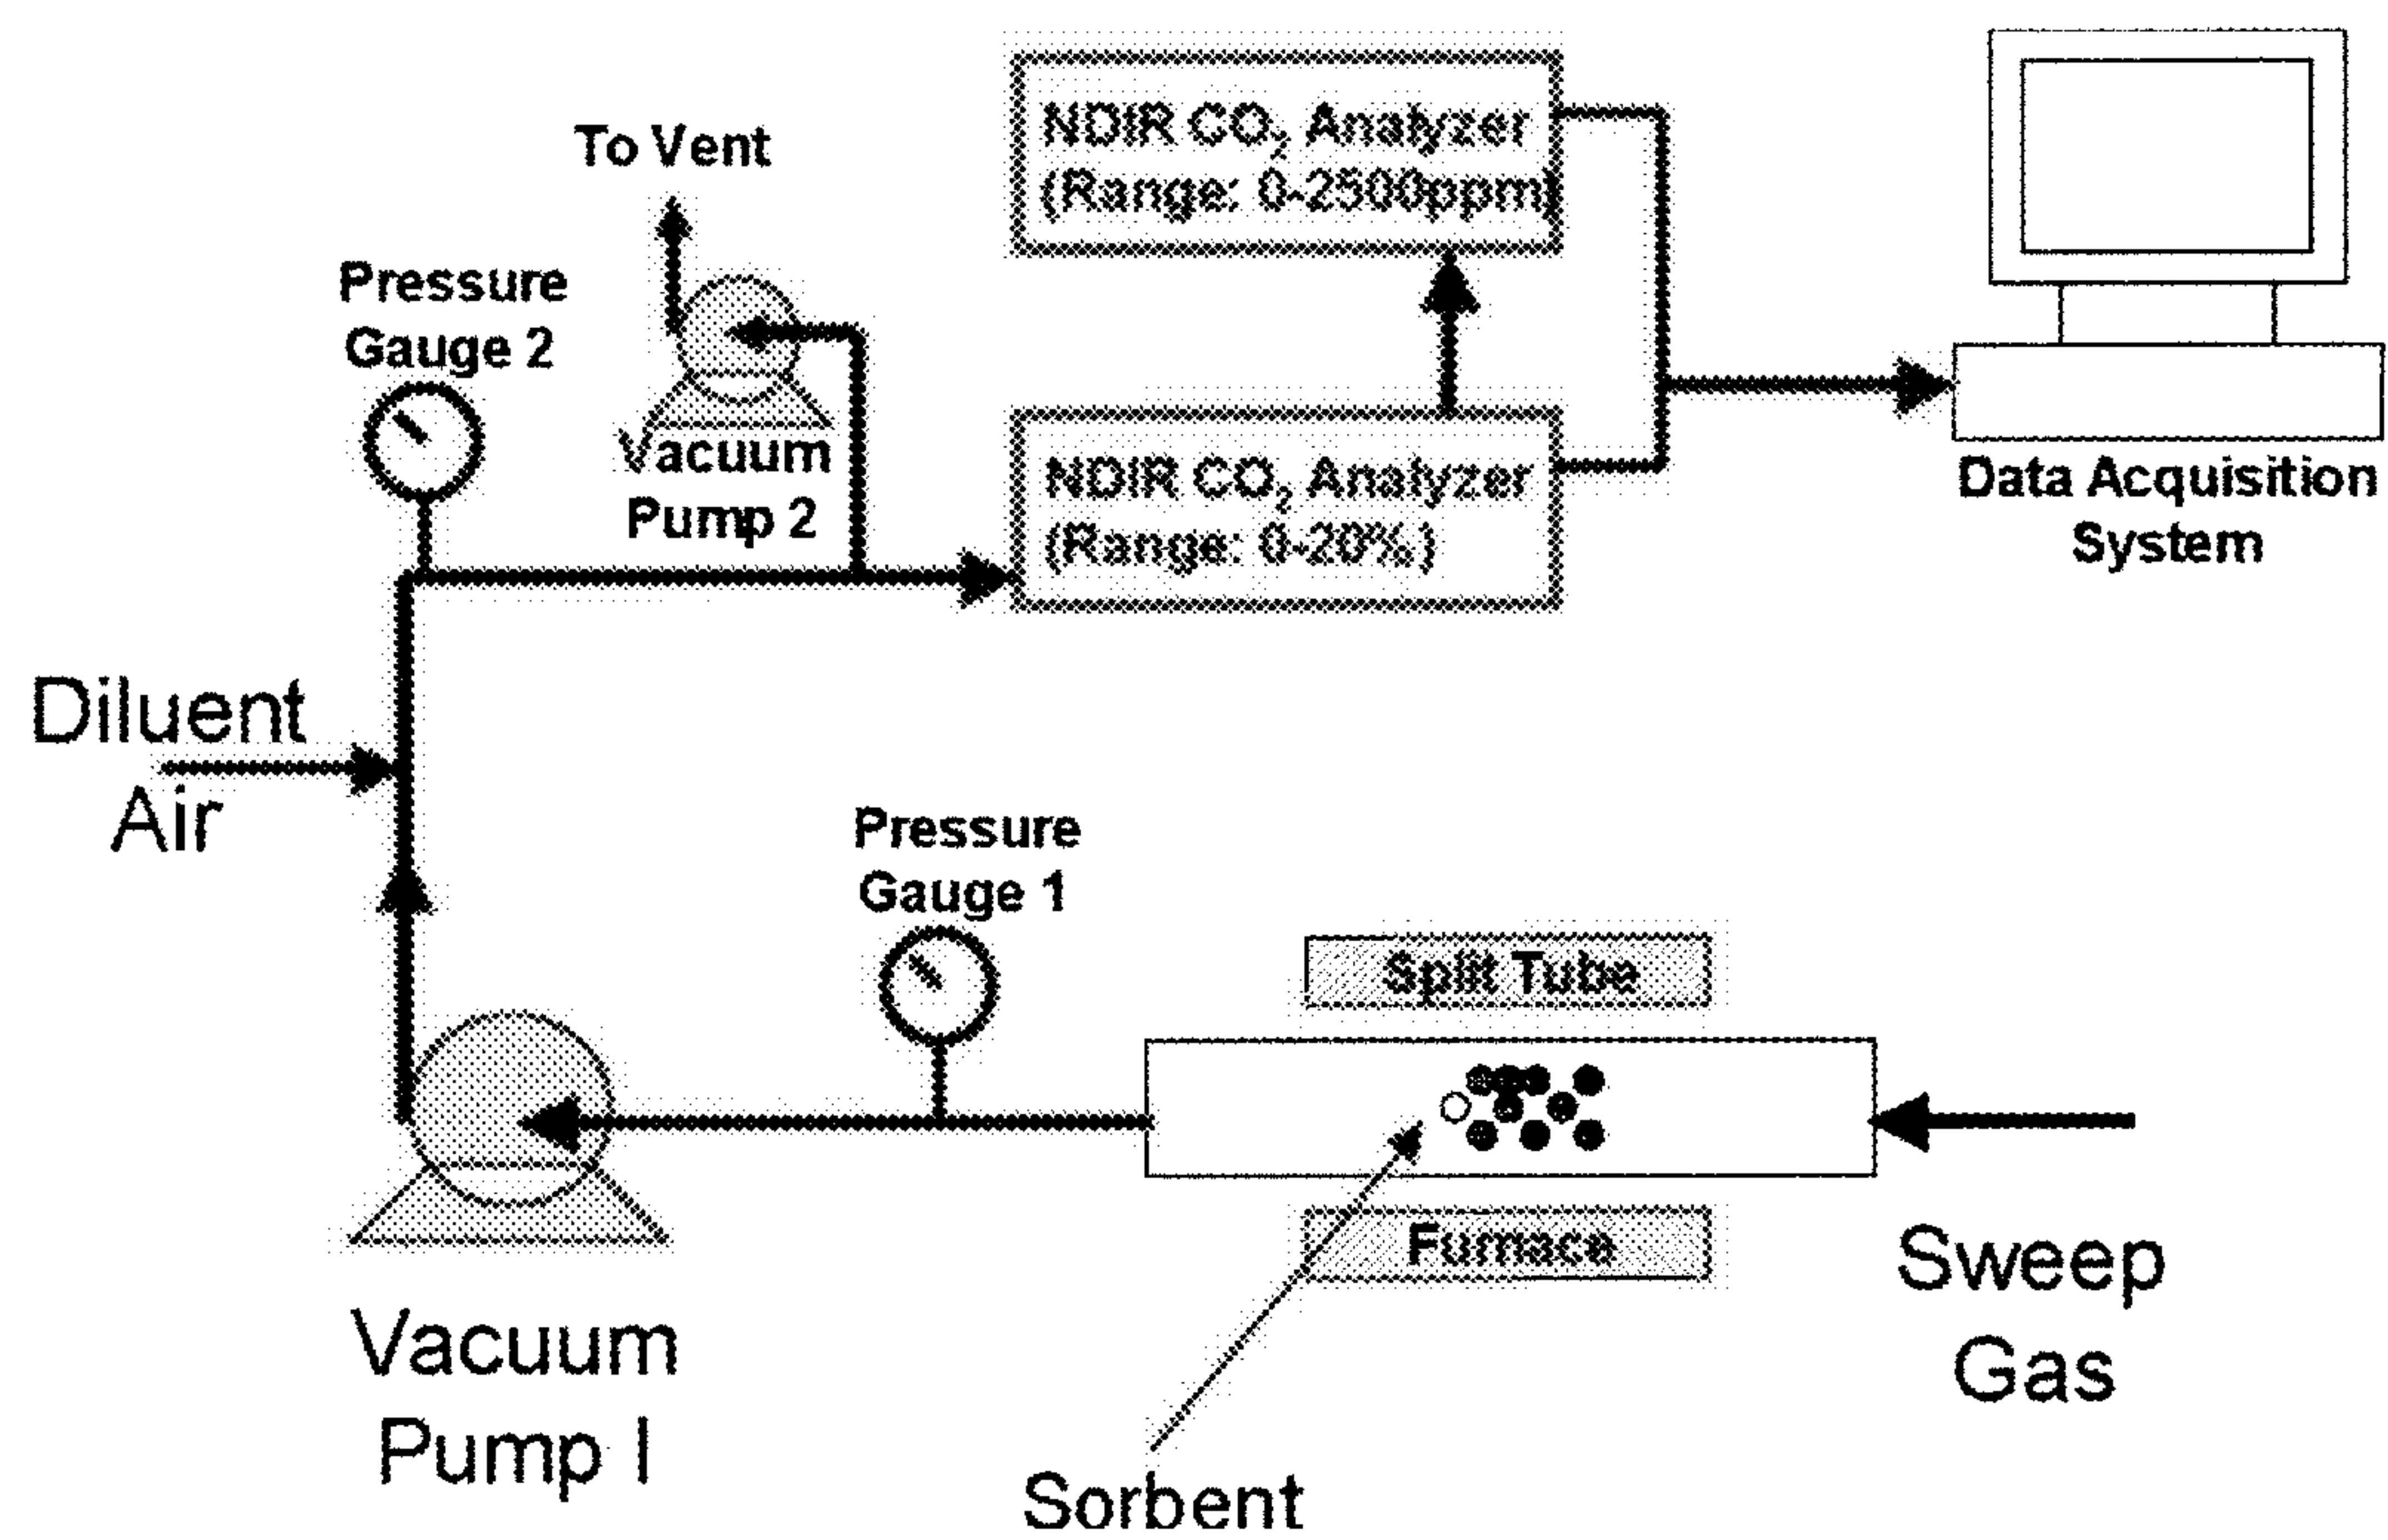 To Vent
NDIR CO₂ Analyzer
(Range: 0-2500ppm)
Pressure
Gauge 2
Vacuum
Pump 2
NDIR CO₂ Analyzer
(Range: 0-20%)
Data Acquisition
System
Diluent
Air
Pressure
Gauge 1
Split Tube
Furnace
Sweep
Gas
Vacuum
Pump I
Sorbent